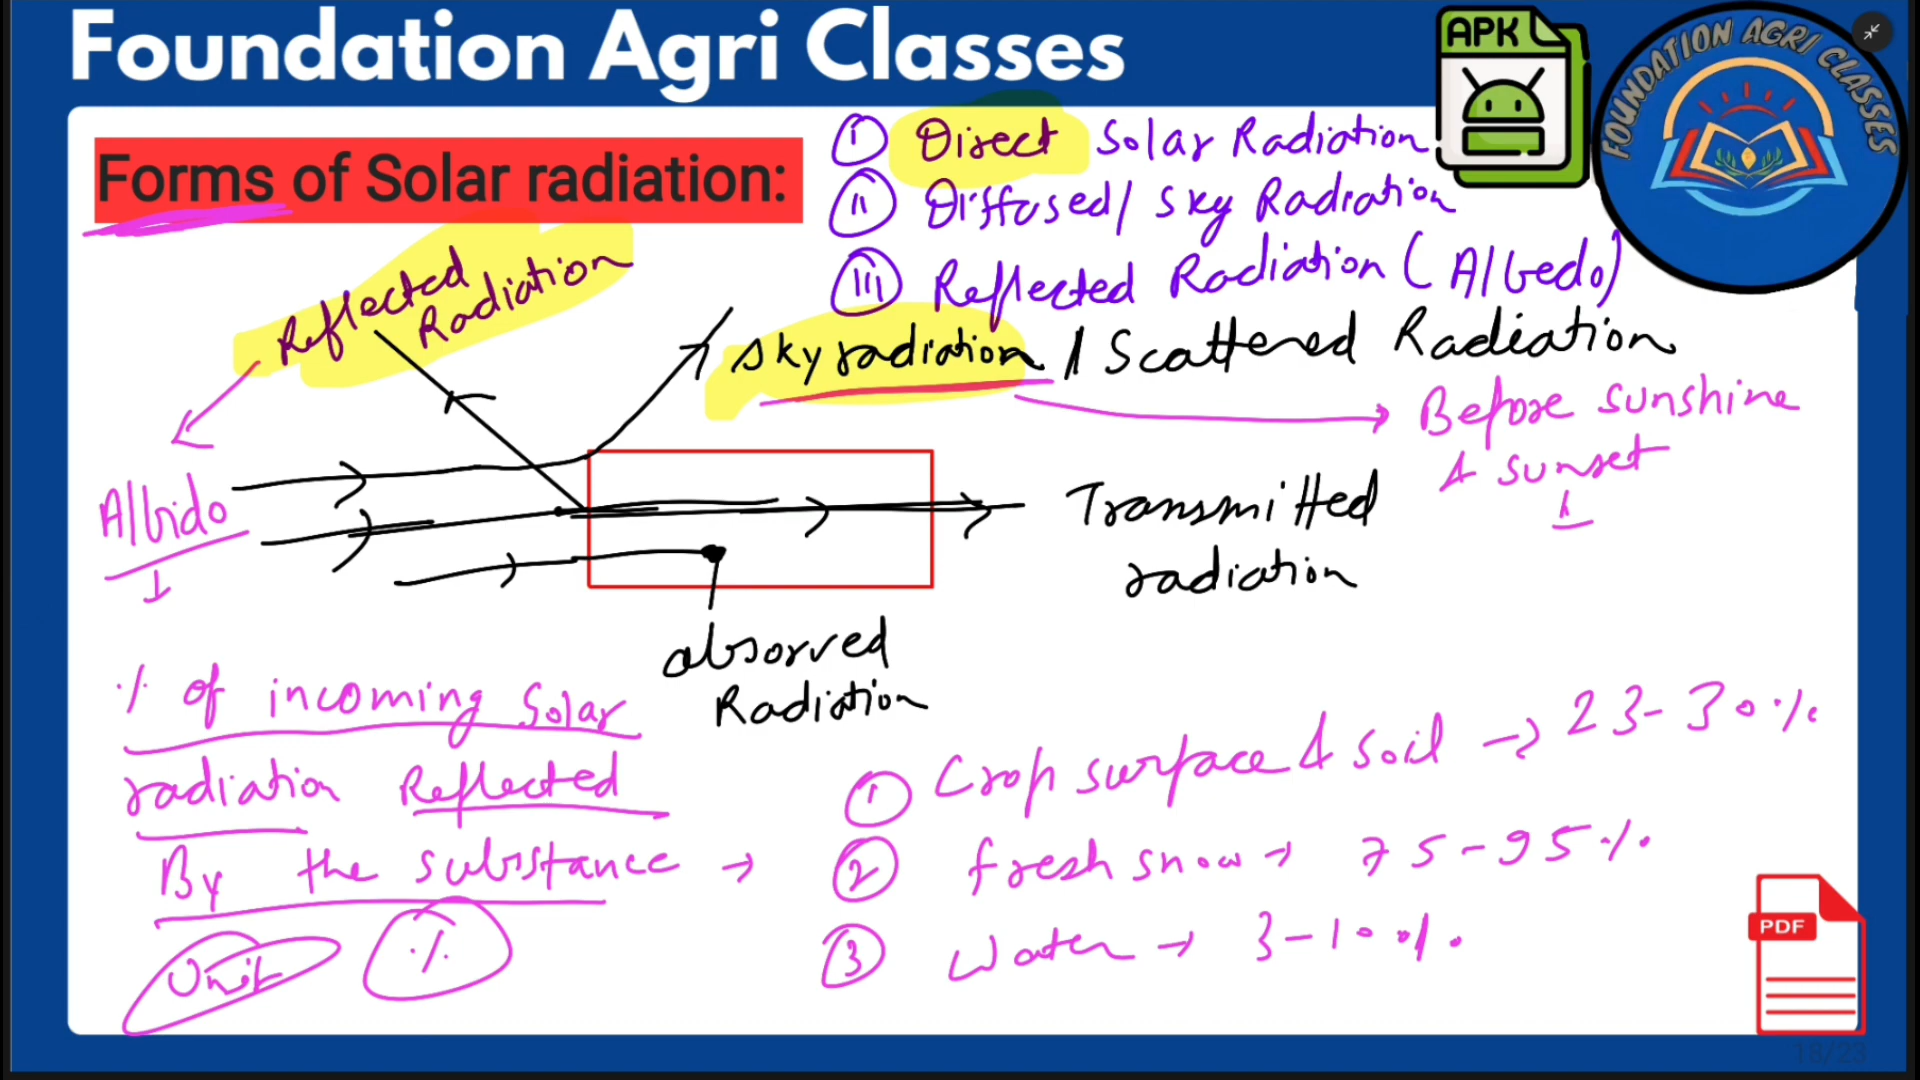 Foundation Agri Classes
APK
FOUNDATION AGRI CLASSES
Forms of Solar radiation:
I Direct Solar Radiation
II Diffused/ Sky Radiation
III Reflected Radiation (Albedo)
Reflected
Radiation
Sky radiation / Scattered Radiation
Before sunshine
& sunset
Albido
Transmitted
radiation
absorved
Radiation
% of incoming Solar
radiation Reflected
By the substance →
Unit %
1 Crop surface & soil → 23-30%
2 fresh snow → 75-95%
3 Water → 3-10%
PDF
18/23